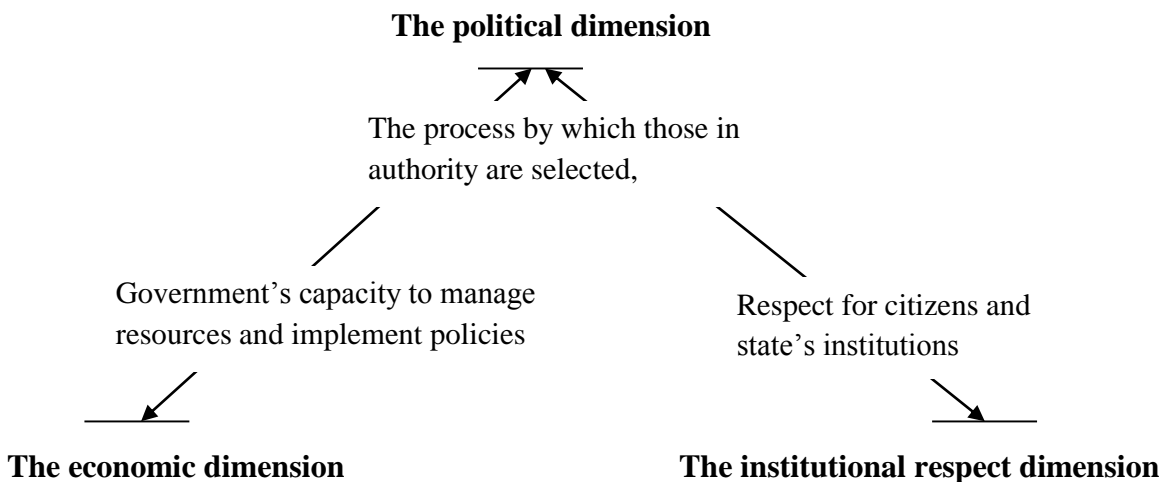 The political dimension
The process by which those in
authority are selected,
Government’s capacity to manage
resources and implement policies
Respect for citizens and
state’s institutions
The economic dimension
The institutional respect dimension